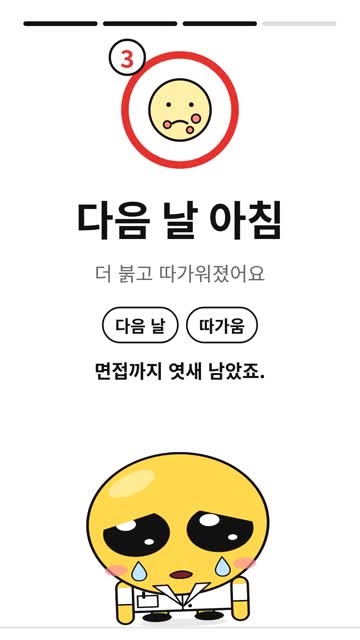 3
다음 날 아침
더 붉고 따가워졌어요
다음 날 따가움
면접까지 엿새 남았죠.